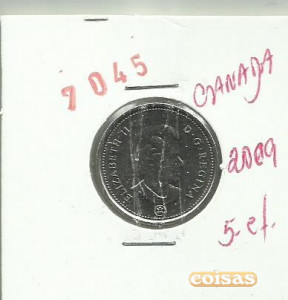 7045
CANADA
2009
5-ct.
ELIZABETH II D·G·REGINA
coisas